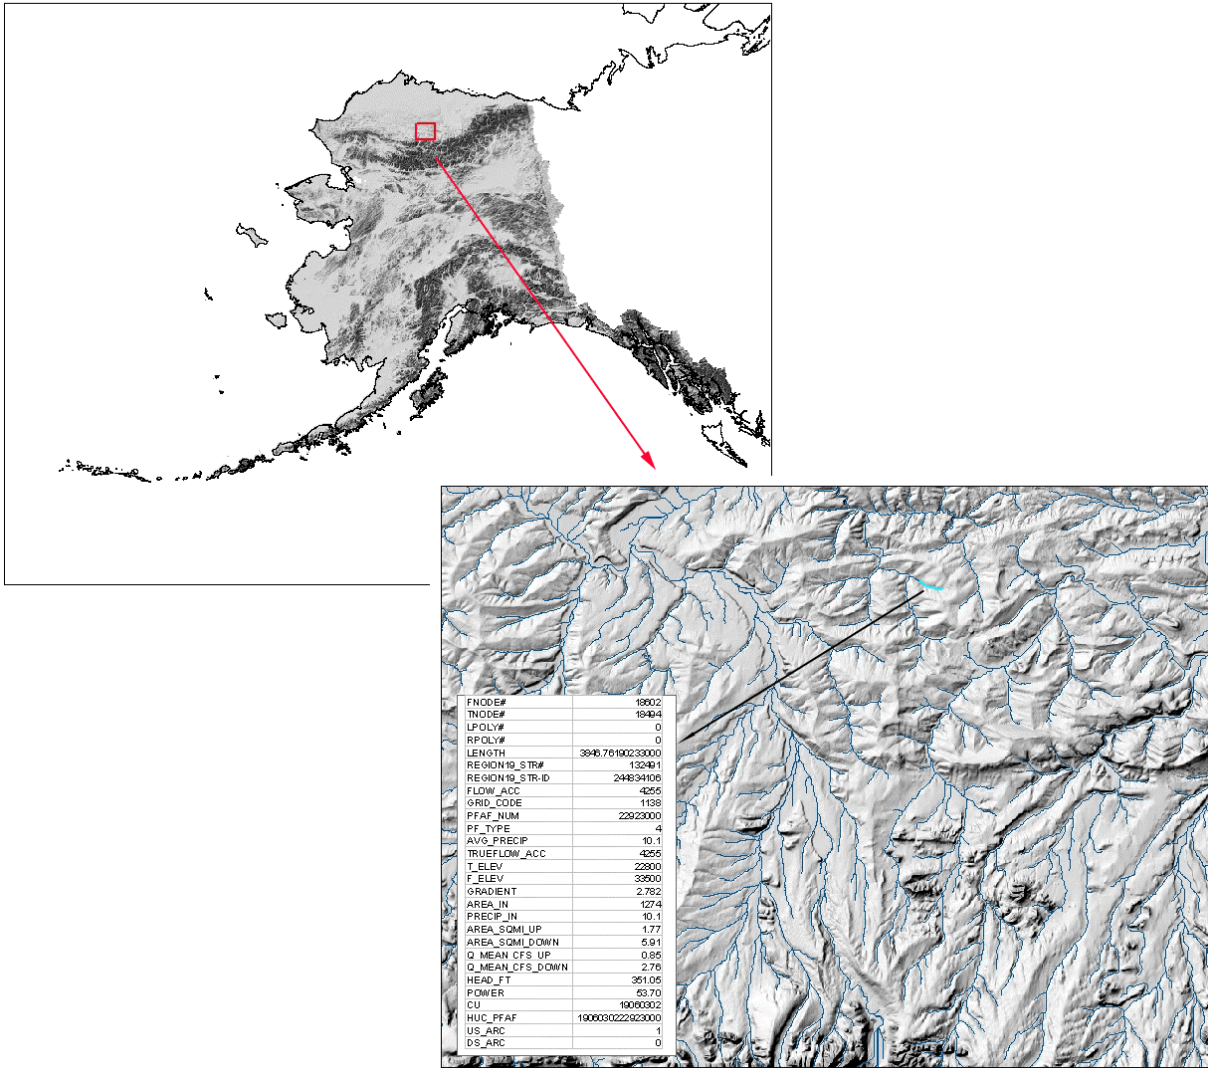 FNODE# 18602
TNODE# 18494
LPOLY# 0
RPOLY# 0
LENGTH 3846.76190233000
REGION19_STR# 132491
REGION19_STR-ID 244834106
FLOW_ACC 4255
GRID_CODE 1138
PFAF_NUM 22923000
PF_TYPE 4
AVG_PRECIP 10.1
TRUEFLOW_ACC 4255
T_ELEV 22800
F_ELEV 33500
GRADIENT 2.782
AREA_IN 1274
PRECIP_IN 10.1
AREA_SQMI_UP 1.77
AREA_SQMI_DOWN 5.91
Q_MEAN_CFS_UP 0.85
Q_MEAN_CFS_DOWN 2.76
HEAD_FT 351.05
POWER 53.70
CU 19060302
HUC_PFAF 1906030222923000
US_ARC 1
DS_ARC 0